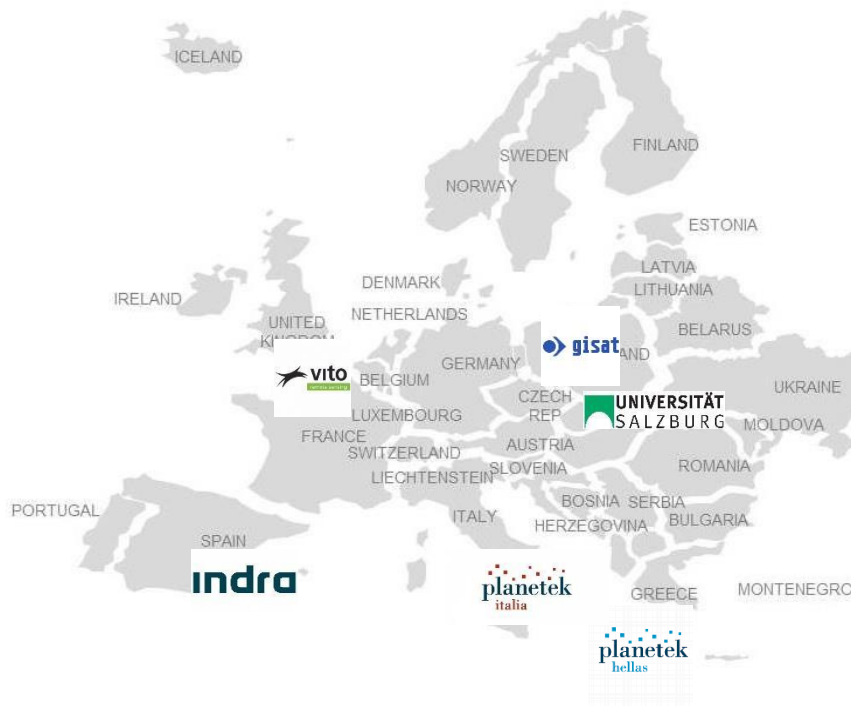 ICELAND
FINLAND
SWEDEN
NORWAY
ESTONIA
LATVIA
DENMARK
LITHUANIA
IRELAND
NETHERLANDS
UNITED
KINGDOM
BELARUS
gisat
AND
GERMANY
vito
BELGIUM
UKRAINE
CZECH
REP
UNIVERSITÄT
SALZBURG
LUXEMBOURG
MOLDOVA
FRANCE
AUSTRIA
SWITZERLAND
SLOVENIA
ROMANIA
LIECHTENSTEIN
BOSNIA
SERBIA
PORTUGAL
ITALY
HERZEGOVINA
BULGARIA
SPAIN
indra
planetek
italia
GREECE
MONTENEGRO
planetek
hellas